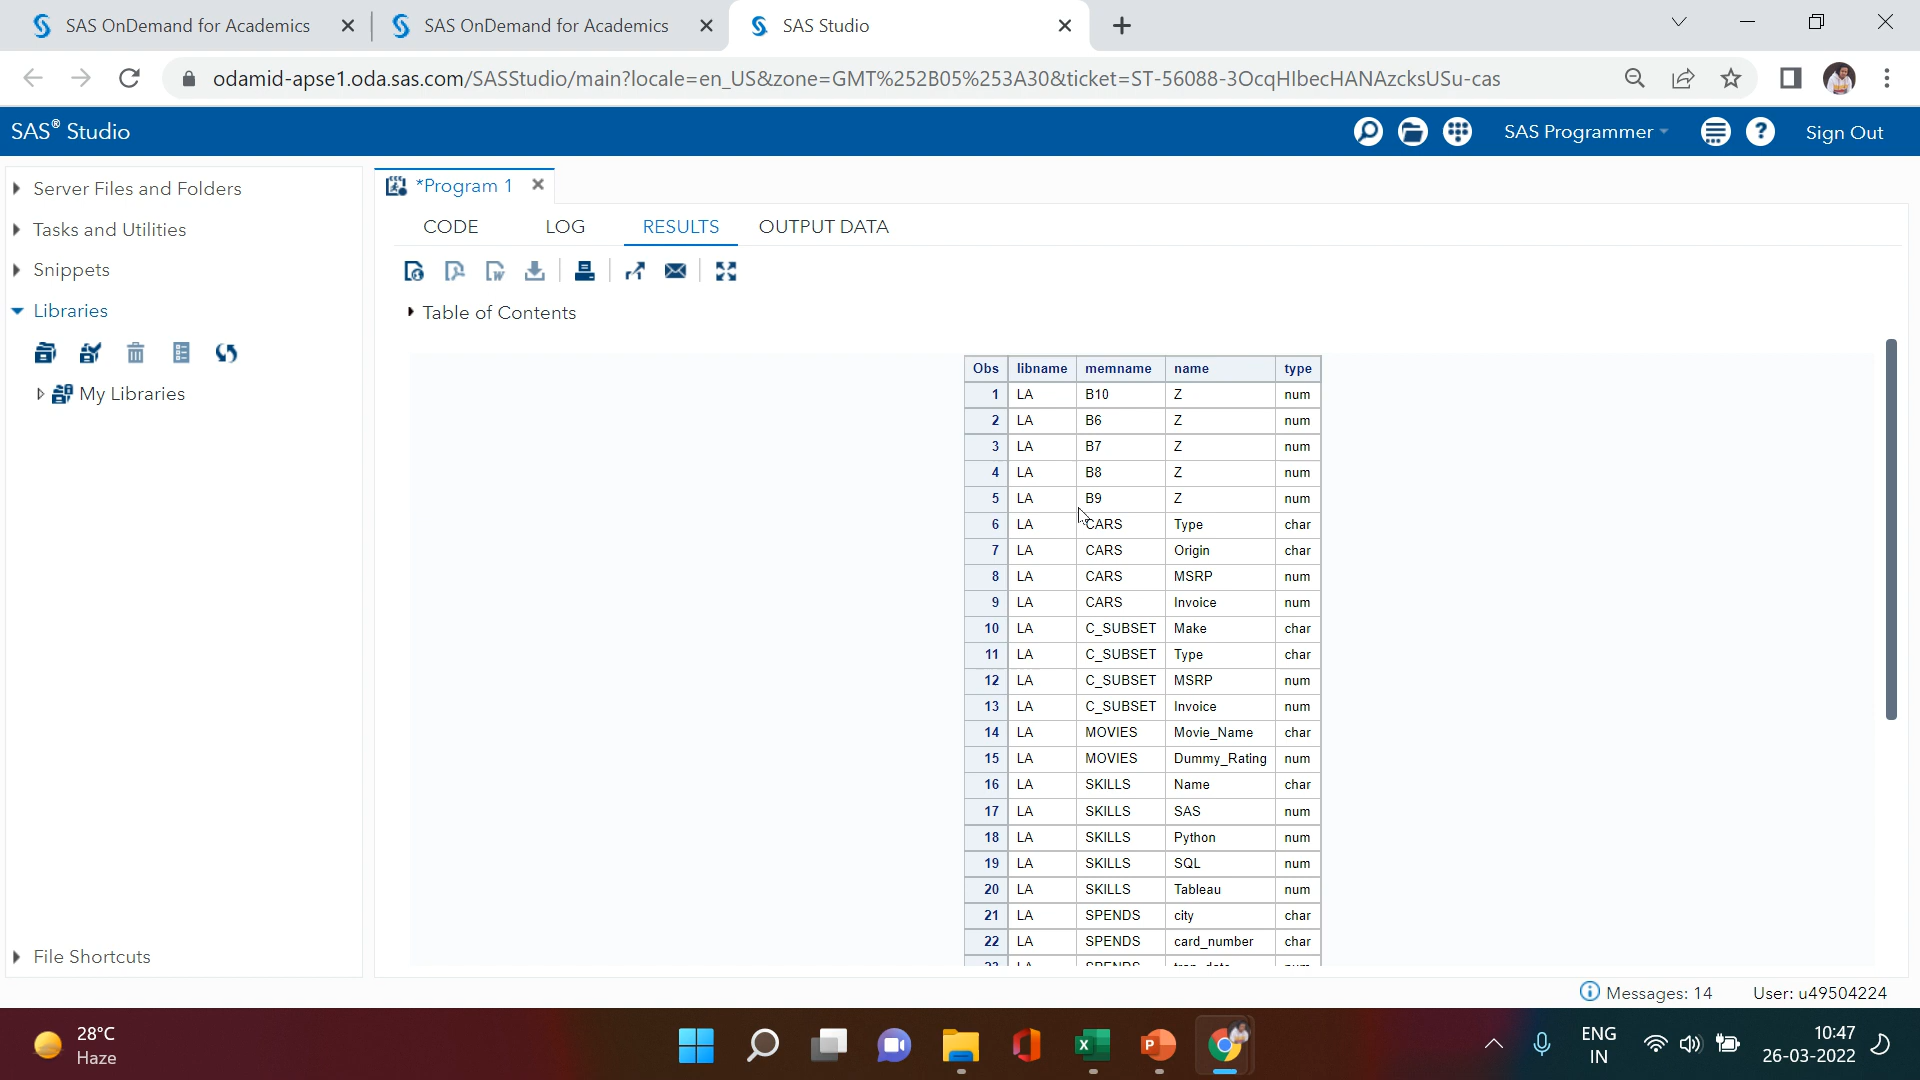 SAS OnDemand for Academics
SAS OnDemand for Academics
SAS Studio
odamid-apse1.oda.sas.com/SASStudio/main?locale=en_US&zone=GMT%252B05%253A30&ticket=ST-56088-3OcqHIbecHANAzcksUSu-cas
SAS® Studio
SAS Programmer
Sign Out
Server Files and Folders
Tasks and Utilities
Snippets
Libraries
My Libraries
File Shortcuts
*Program 1
CODE LOG RESULTS OUTPUT DATA
Table of Contents
Obs libname memname name type
1 LA B10 Z num
2 LA B6 Z num
3 LA B7 Z num
4 LA B8 Z num
5 LA B9 Z num
6 LA CARS Type char
7 LA CARS Origin char
8 LA CARS MSRP num
9 LA CARS Invoice num
10 LA C_SUBSET Make char
11 LA C_SUBSET Type char
12 LA C_SUBSET MSRP num
13 LA C_SUBSET Invoice num
14 LA MOVIES Movie_Name char
15 LA MOVIES Dummy_Rating num
16 LA SKILLS Name char
17 LA SKILLS SAS num
18 LA SKILLS Python num
19 LA SKILLS SQL num
20 LA SKILLS Tableau num
21 LA SPENDS city char
22 LA SPENDS card_number char
Messages: 14
User: u49504224
28°C
Haze
ENG
IN
10:47
26-03-2022